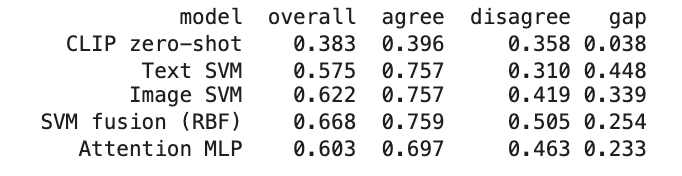 model overall agree disagree gap
CLIP zero-shot 0.383 0.396 0.358 0.038
Text SVM 0.575 0.757 0.310 0.448
Image SVM 0.622 0.757 0.419 0.339
SVM fusion (RBF) 0.668 0.759 0.505 0.254
Attention MLP 0.603 0.697 0.463 0.233